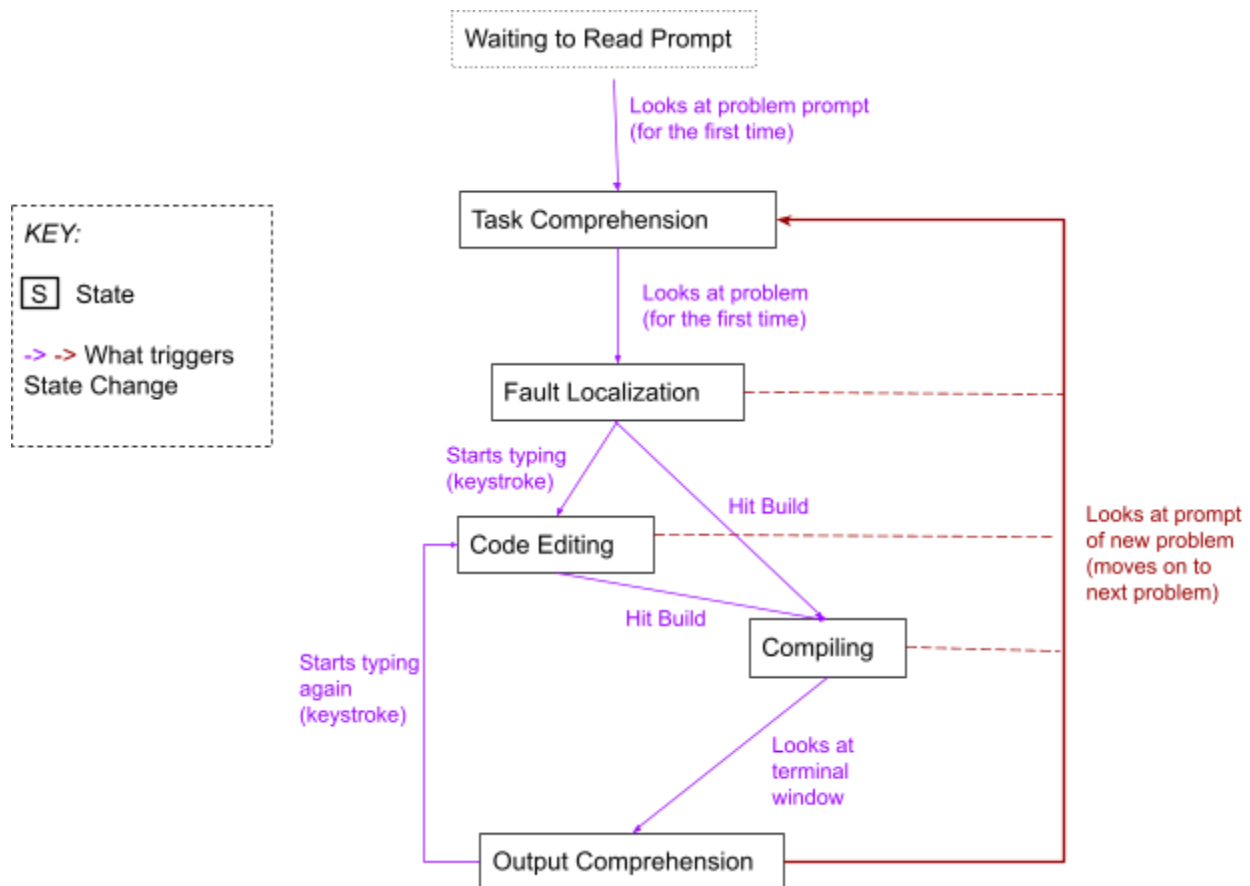 Waiting to Read Prompt
Looks at problem prompt
(for the first time)
Task Comprehension
KEY:
S State
-> -> What triggers
State Change
Looks at problem
(for the first time)
Fault Localization
Starts typing
(keystroke)
Hit Build
Code Editing
Hit Build
Looks at prompt
of new problem
(moves on to
next problem)
Compiling
Starts typing
again
(keystroke)
Looks at
terminal
window
Output Comprehension